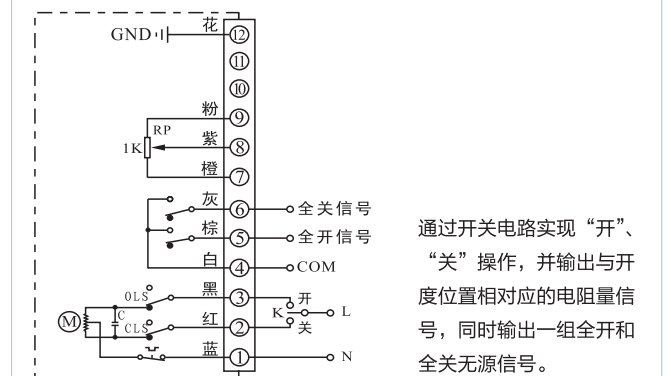 花
GND
⑫
⑪
⑩
粉 ⑨
RP
1K
紫 ⑧
橙 ⑦
灰 ⑥ 全关信号
棕 ⑤ 全开信号
白 ④ COM
黑 ③
OLS
开
K L
M
C
CLS
红 ②
关
蓝 ① N
通过开关电路实现“开”、
“关”操作，并输出与开
度位置相对应的电阻量信
号，同时输出一组全开和
全关无源信号。